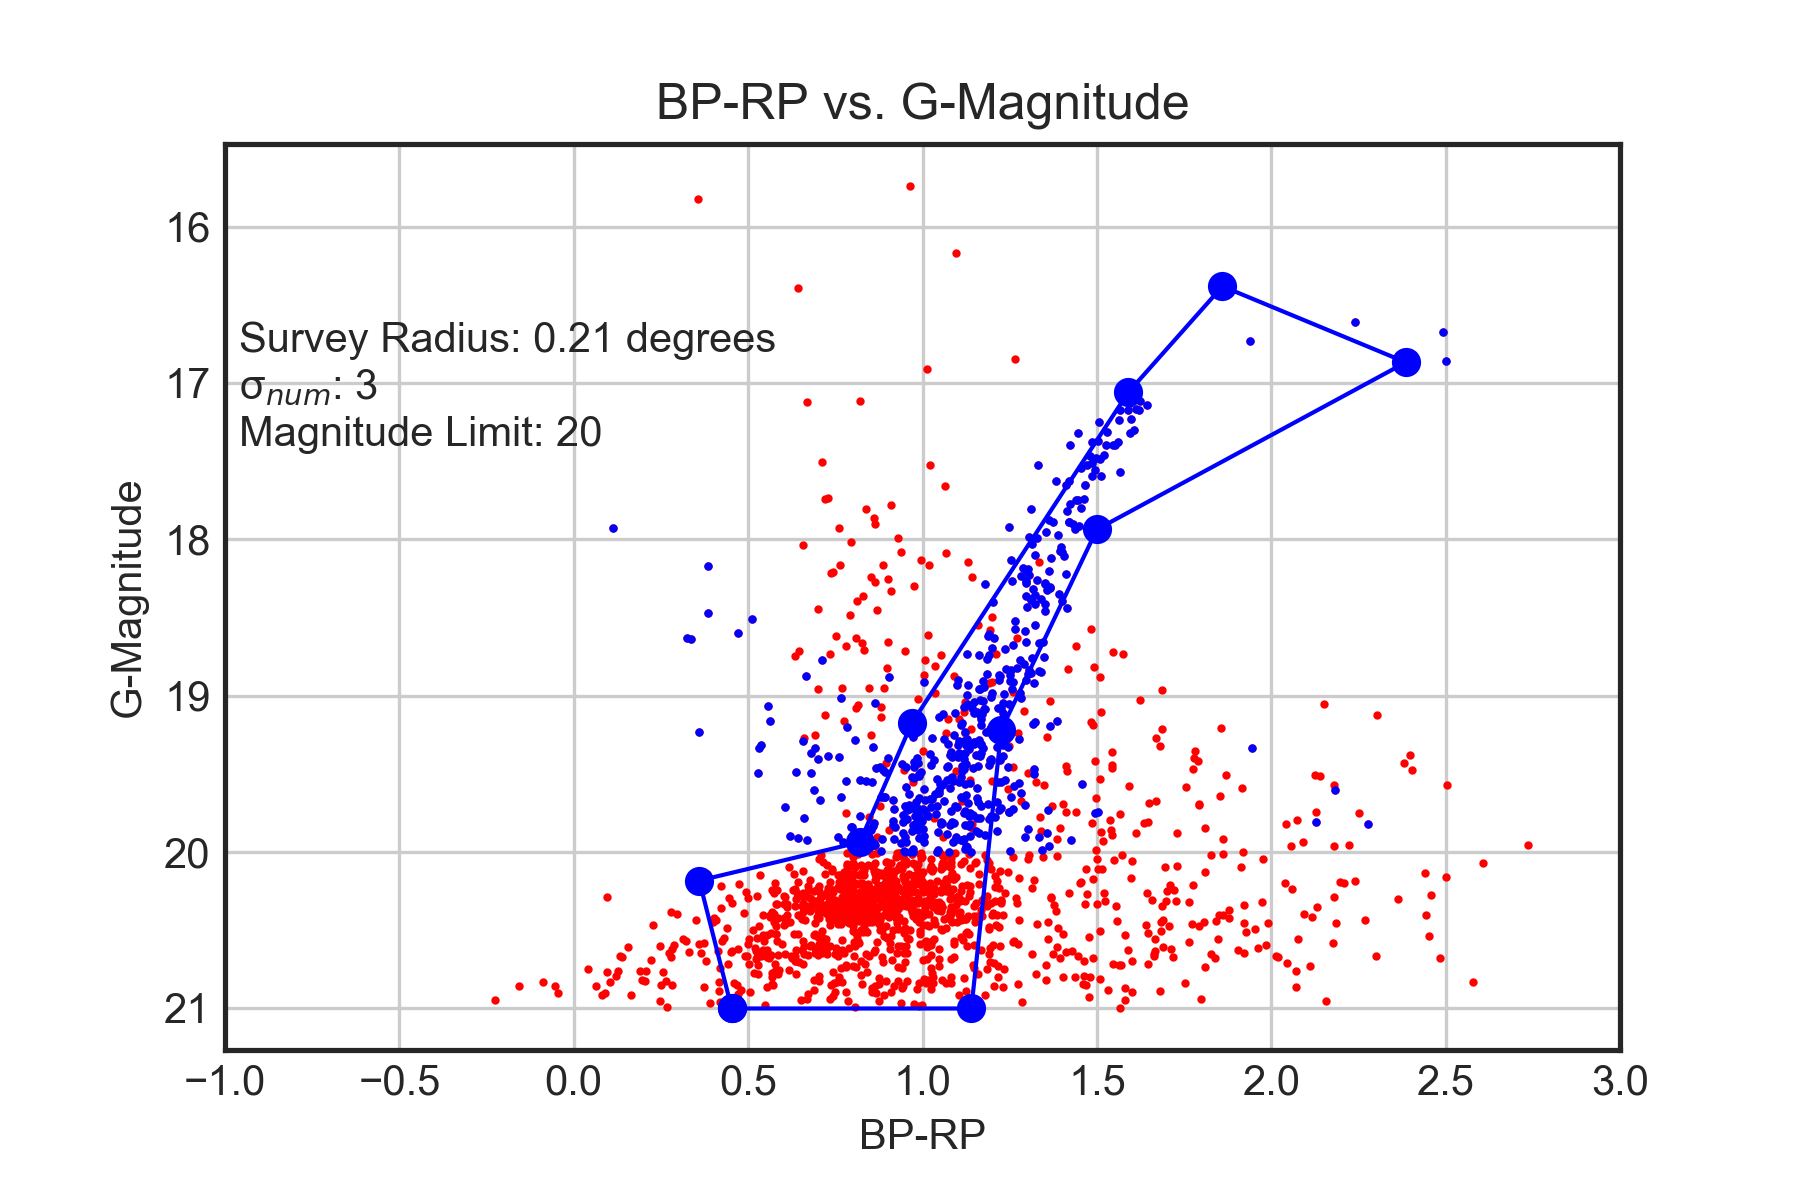 BP-RP vs. G-Magnitude
Survey Radius: 0.21 degrees
σnum: 3
Magnitude Limit: 20
G-Magnitude
16
17
18
19
20
21
−1.0 −0.5 0.0 0.5 1.0 1.5 2.0 2.5 3.0
BP-RP